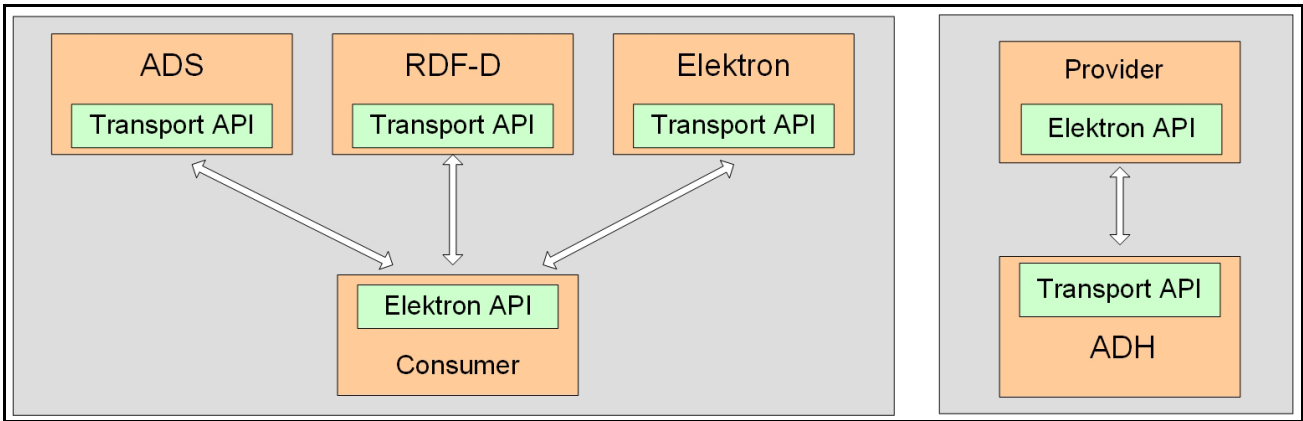 ADS
Transport API
RDF-D
Transport API
Elektron
Transport API
Elektron API
Consumer
Provider
Elektron API
Transport API
ADH